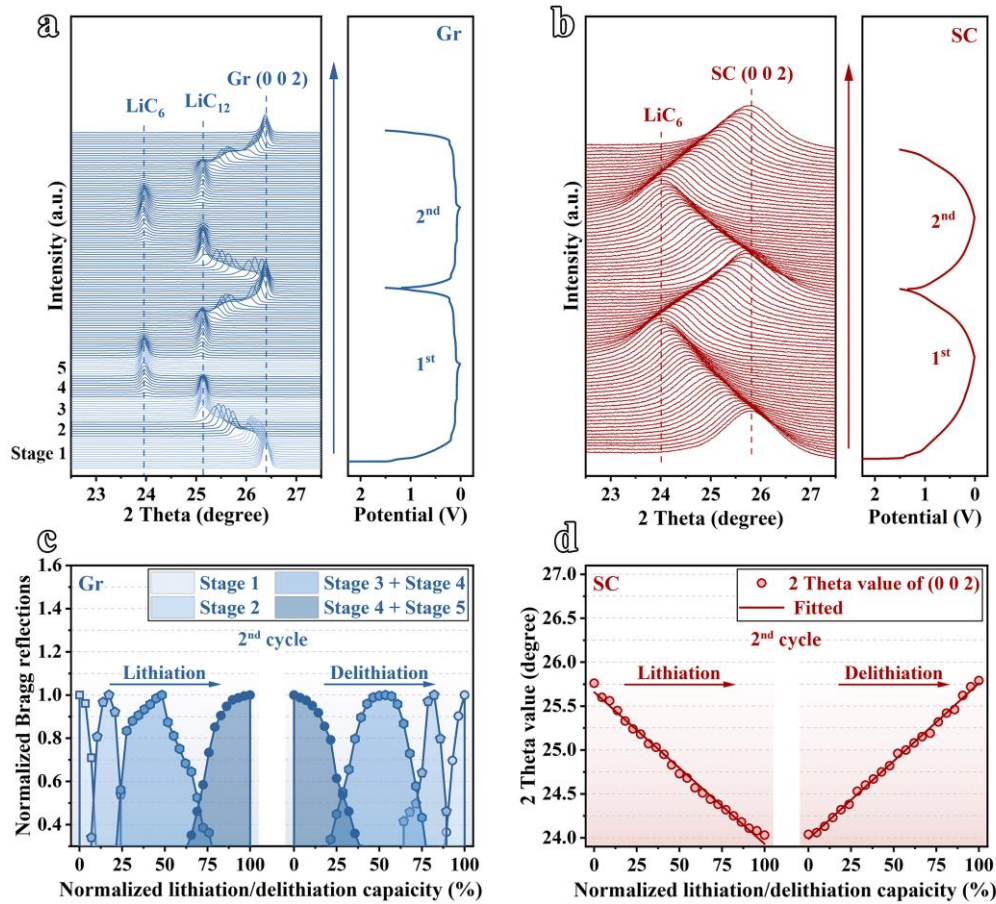 a
Gr
Gr (0 0 2)
LiC12
LiC6
Intensity (a.u.)
2nd
1st
5
4
3
2
Stage 1
23 24 25 26 27
2 Theta (degree)
2 1 0
Potential (V)
b
SC
SC (0 0 2)
LiC6
Intensity (a.u.)
2nd
1st
23 24 25 26 27
2 Theta (degree)
2 1 0
Potential (V)
c
Gr
Stage 1
Stage 2
Stage 3 + Stage 4
Stage 4 + Stage 5
2nd cycle
Lithiation
Delithiation
Normalized Bragg reflections
1.6
1.4
1.2
1.0
0.8
0.6
0.4
0 25 50 75 100 0 25 50 75 100
Normalized lithiation/delithiation capaicity (%)
d
SC
2 Theta value of (0 0 2)
Fitted
2nd cycle
Lithiation
Delithiation
2 Theta value (degree)
27.0
26.5
26.0
25.5
25.0
24.5
24.0
0 25 50 75 100 0 25 50 75 100
Normalized lithiation/delithiation capaicity (%)